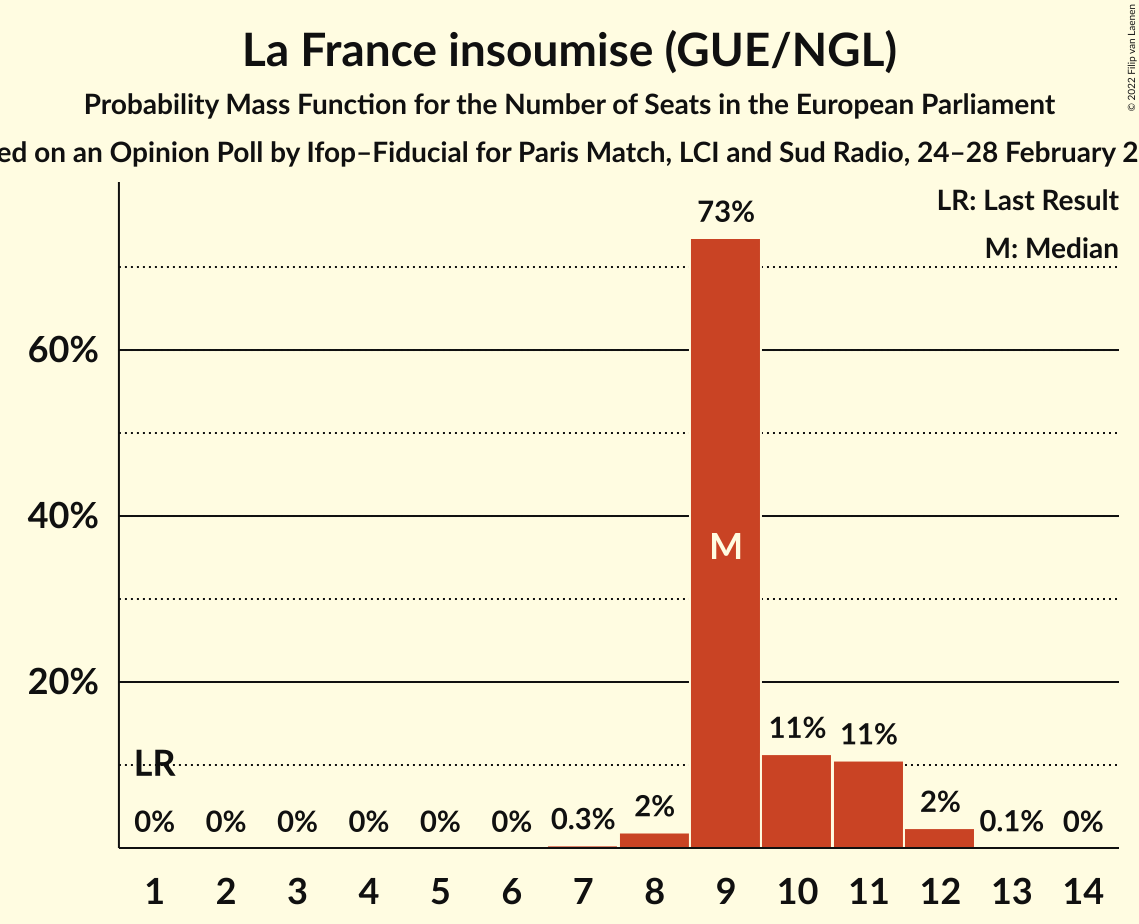 La France insoumise (GUE/NGL)
Probability Mass Function for the Number of Seats in the European Parliament
ed on an Opinion Poll by Ifop–Fiducial for Paris Match, LCI and Sud Radio, 24–28 February 2
© 2022 Filip van Laenen
LR: Last Result
M: Median
73%
60%
40%
M
20%
11%
11%
LR
0%
0%
0%
0%
0%
0%
0.3%
2%
2%
0.1%
0%
1 2 3 4 5 6 7 8 9 10 11 12 13 14